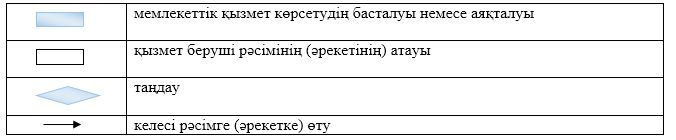 мемлекеттік қызмет көрсетудің басталуы немесе аяқталуы
қызмет беруші рәсімінің (әрекетінің) атауы
таңдау
келесі рәсімге (әрекетке) өту